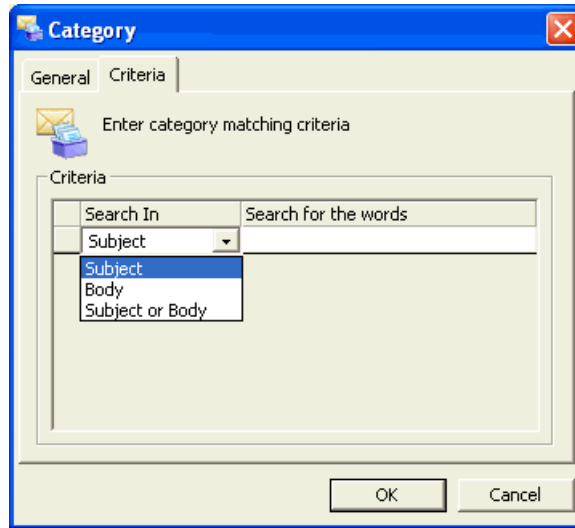 Category
General Criteria
Enter category matching criteria
Criteria
Search In Search for the words
Subject
Subject
Body
Subject or Body
OK Cancel